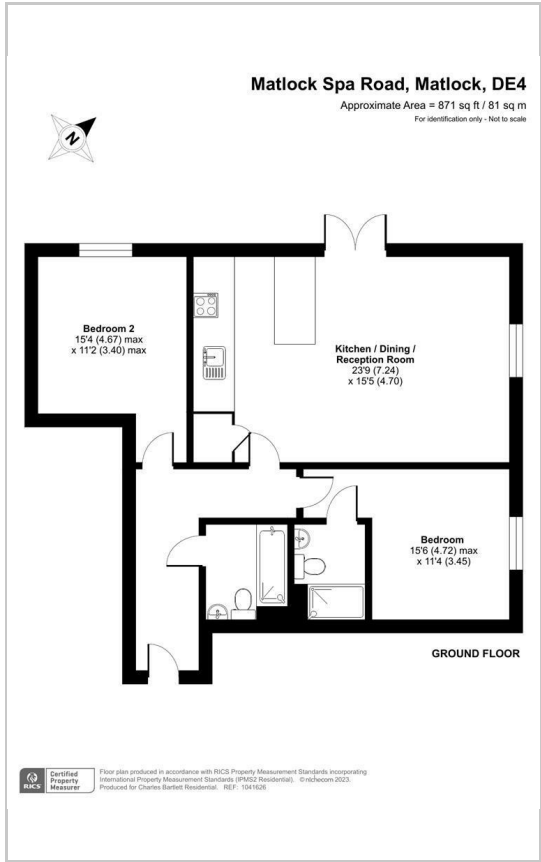 Matlock Spa Road, Matlock, DE4
Approximate Area = 871 sq ft / 81 sq m
For identification only - Not to scale
N
Bedroom 2
15'4 (4.67) max
x 11'2 (3.40) max
Kitchen / Dining /
Reception Room
23'9 (7.24)
x 15'5 (4.70)
Bedroom
15'6 (4.72) max
x 11'4 (3.45)
GROUND FLOOR
RICS
Certified
Property
Measurer
Floor plan produced in accordance with RICS Property Measurement Standards incorporating
International Property Measurement Standards (IPMS2 Residential). © ntchecom 2023.
Produced for Charles Bartlett Residential. REF: 1041626